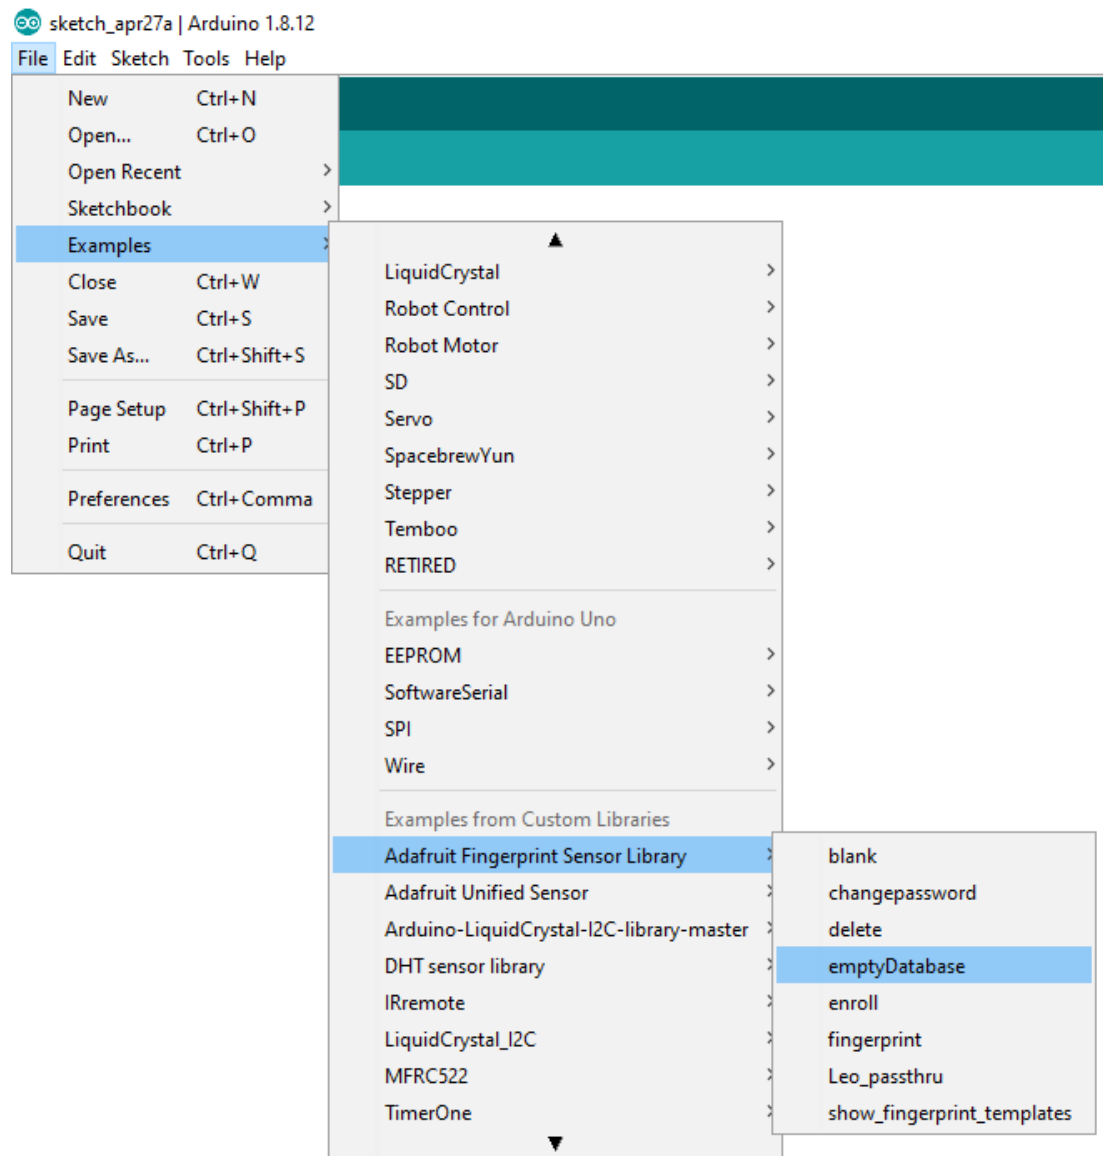 sketch_apr27a | Arduino 1.8.12
File Edit Sketch Tools Help
New Ctrl+N
Open... Ctrl+O
Open Recent
Sketchbook
Examples
Close Ctrl+W
Save Ctrl+S
Save As... Ctrl+Shift+S
Page Setup Ctrl+Shift+P
Print Ctrl+P
Preferences Ctrl+Comma
Quit Ctrl+Q
LiquidCrystal
Robot Control
Robot Motor
SD
Servo
SpacebrewYun
Stepper
Temboo
RETIRED
Examples for Arduino Uno
EEPROM
SoftwareSerial
SPI
Wire
Examples from Custom Libraries
Adafruit Fingerprint Sensor Library
Adafruit Unified Sensor
Arduino-LiquidCrystal-I2C-library-master
DHT sensor library
IRremote
LiquidCrystal_I2C
MFRC522
TimerOne
blank
changepassword
delete
emptyDatabase
enroll
fingerprint
Leo_passthru
show_fingerprint_templates